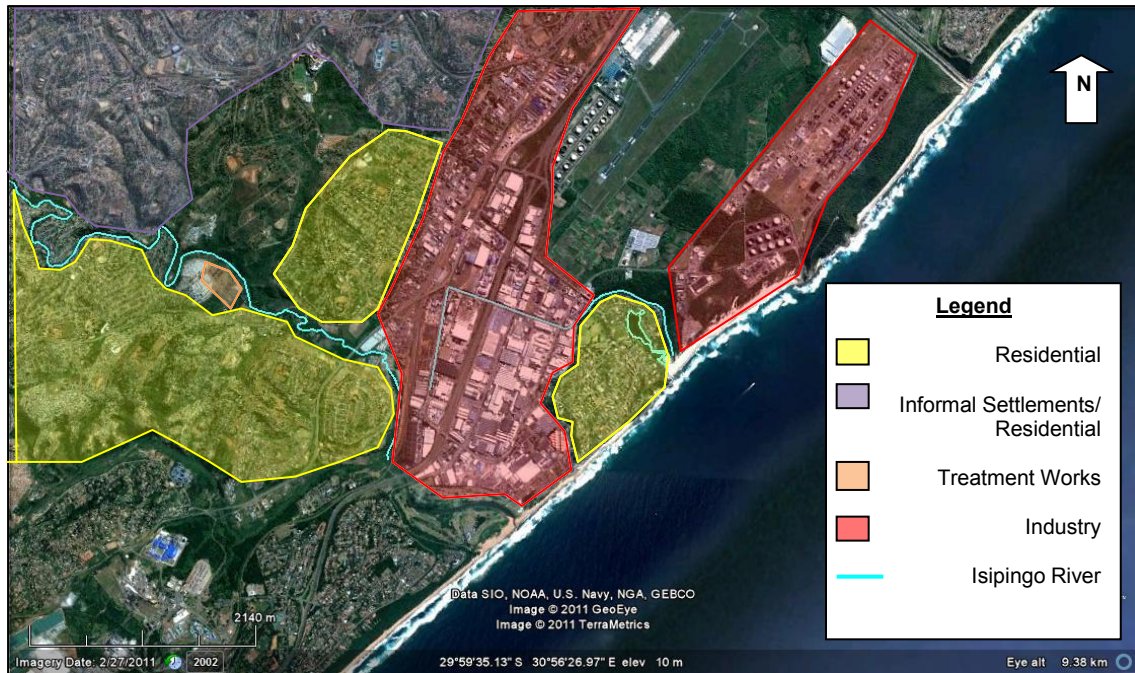 N
Legend
Residential
Informal Settlements/
Residential
Treatment Works
Industry
Isipingo River
Data SIO, NOAA, U.S. Navy, NGA, GEBCO
Image © 2011 GeoEye
Image © 2011 TerraMetrics
2140 m
Imagery Date: 2/27/2011
2002
29°59'35.13" S 30°56'26.97" E elev 10 m
Eye alt 9.38 km